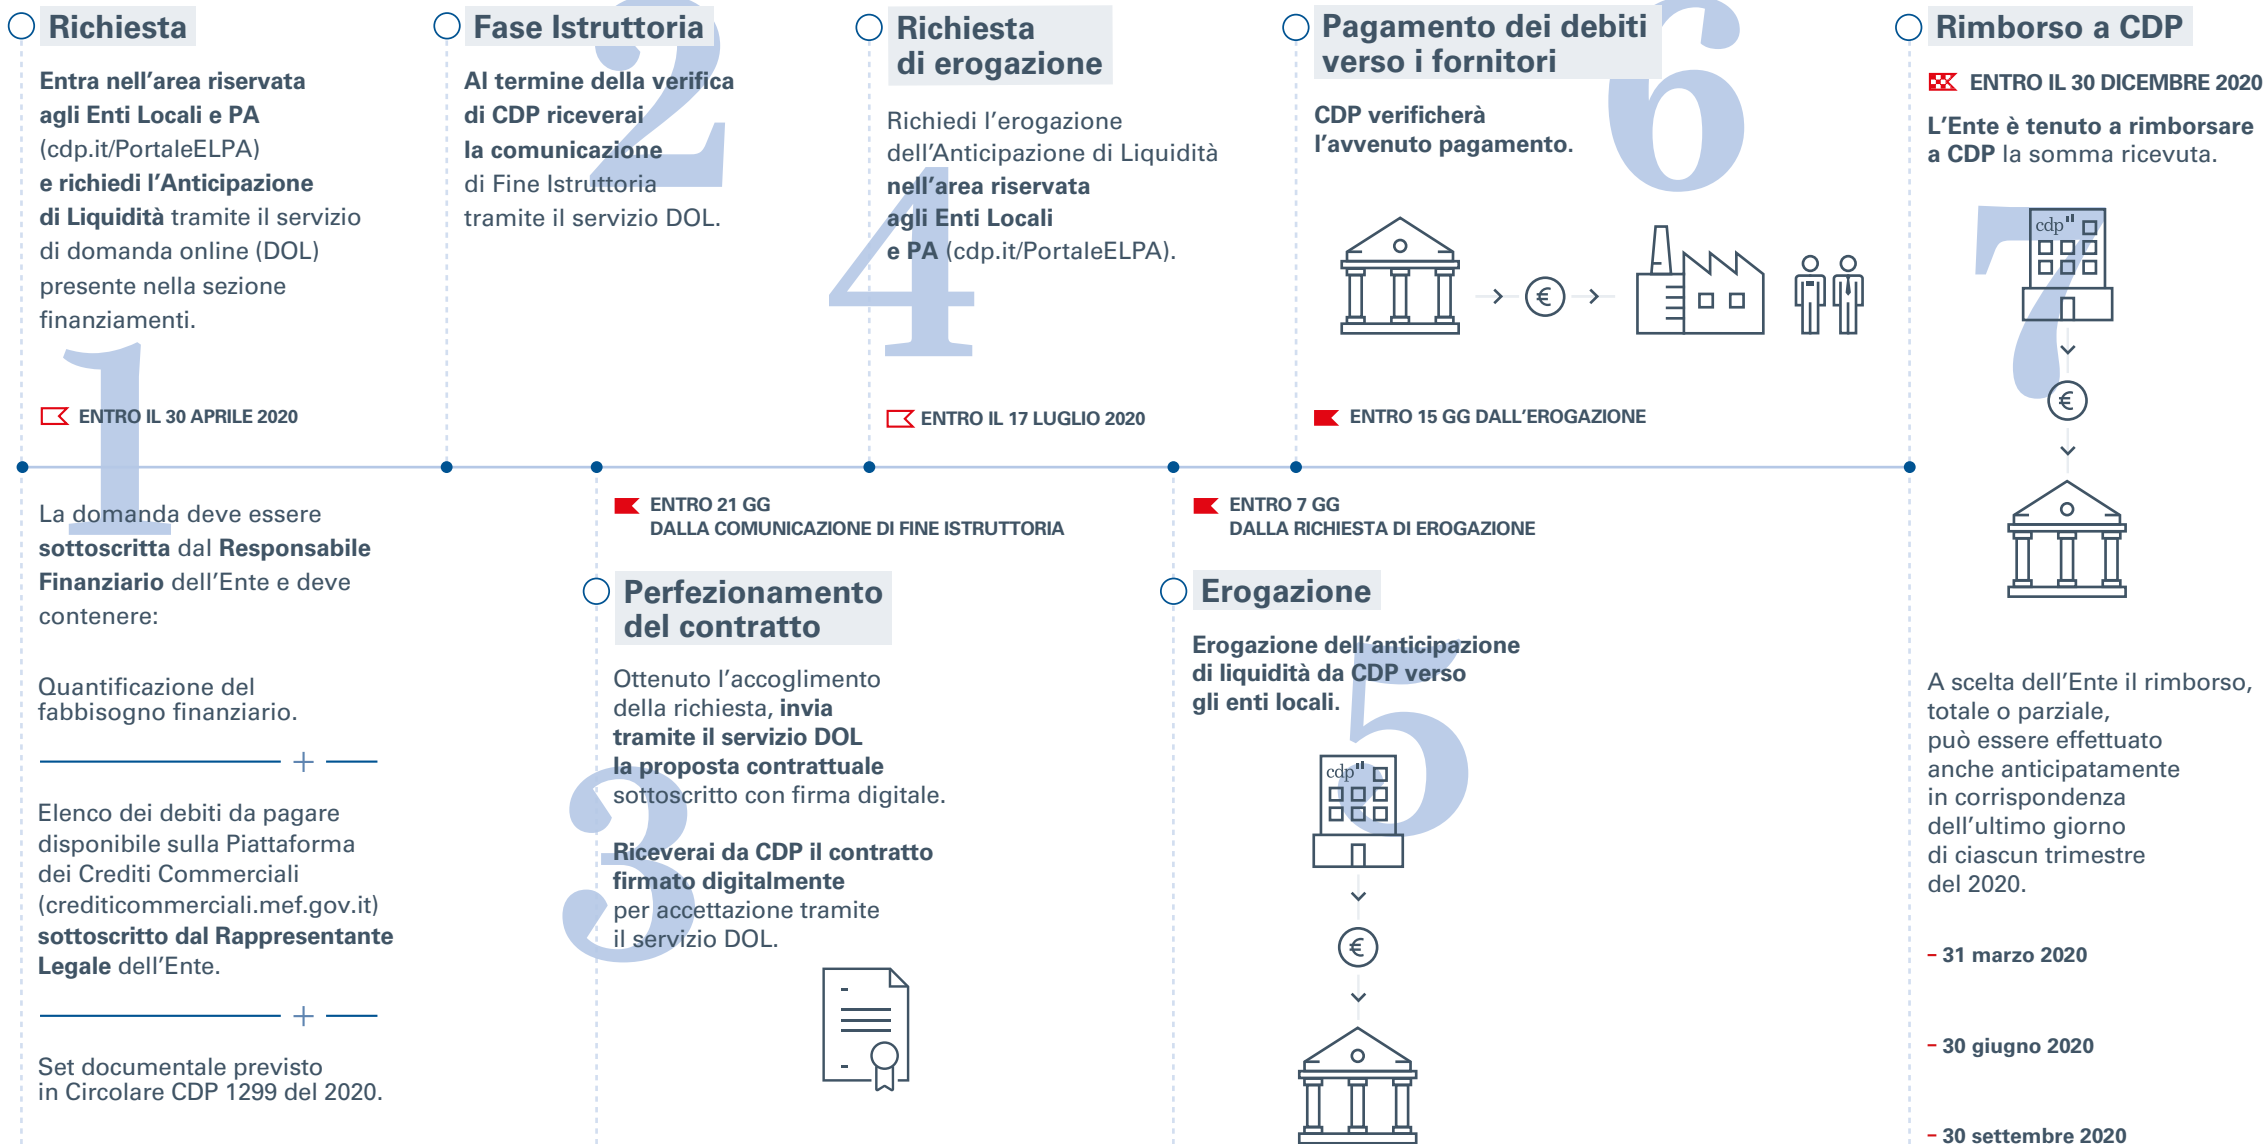 1
Richiesta
Entra nell’area riservata
agli Enti Locali e PA
(cdp.it/PortaleELPA)
e richiedi l’Anticipazione
di Liquidità tramite il servizio
di domanda online (DOL)
presente nella sezione
finanziamenti.
ENTRO IL 30 APRILE 2020
La domanda deve essere
sottoscritta dal Responsabile
Finanziario dell’Ente e deve
contenere:
Quantificazione del
fabbisogno finanziario.
+
Elenco dei debiti da pagare
disponibile sulla Piattaforma
dei Crediti Commerciali
(crediticommerciali.mef.gov.it)
sottoscritto dal Rappresentante
Legale dell’Ente.
+
Set documentale previsto
in Circolare CDP 1299 del 2020.
2
Fase Istruttoria
Al termine della verifica
di CDP riceverai
la comunicazione
di Fine Istruttoria
tramite il servizio DOL.
3
ENTRO 21 GG
DALLA COMUNICAZIONE DI FINE ISTRUTTORIA
Perfezionamento
del contratto
Ottenuto l’accoglimento
della richiesta, invia
tramite il servizio DOL
la proposta contrattuale
sottoscritto con firma digitale.
Riceverai da CDP il contratto
firmato digitalmente
per accettazione tramite
il servizio DOL.
4
Richiesta
di erogazione
Richiedi l’erogazione
dell’Anticipazione di Liquidità
nell’area riservata
agli Enti Locali
e PA (cdp.it/PortaleELPA).
ENTRO IL 17 LUGLIO 2020
5
ENTRO 7 GG
DALLA RICHIESTA DI EROGAZIONE
Erogazione
Erogazione dell’anticipazione
di liquidità da CDP verso
gli enti locali.
cdp
€
6
Pagamento dei debiti
verso i fornitori
CDP verificherà
l’avvenuto pagamento.
€
ENTRO 15 GG DALL’EROGAZIONE
7
Rimborso a CDP
ENTRO IL 30 DICEMBRE 2020
L’Ente è tenuto a rimborsare
a CDP la somma ricevuta.
cdp
€
A scelta dell’Ente il rimborso,
totale o parziale,
può essere effettuato
anche anticipatamente
in corrispondenza
dell’ultimo giorno
di ciascun trimestre
del 2020.
– 31 marzo 2020
– 30 giugno 2020
– 30 settembre 2020